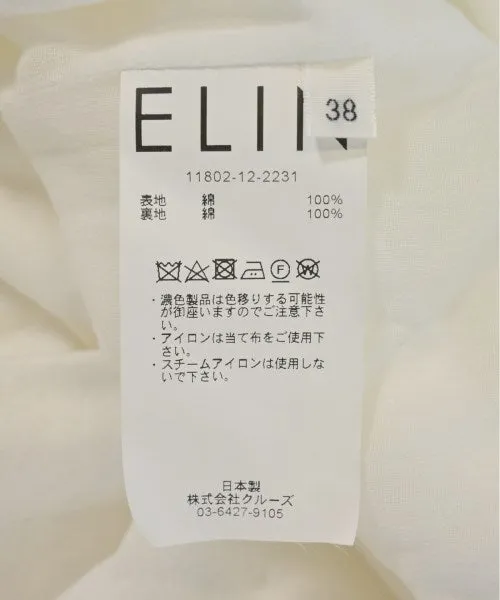 ELIN
38
11802-12-2231
表地 綿 100%
裏地 綿 100%
・濃色製品は色移りする可能性
が御座いますのでご注意下さ
い。
・アイロンは当て布をご使用下
さい。
・スチームアイロンは使用しな
いで下さい。
日本製
株式会社クルーズ
03-6427-9105